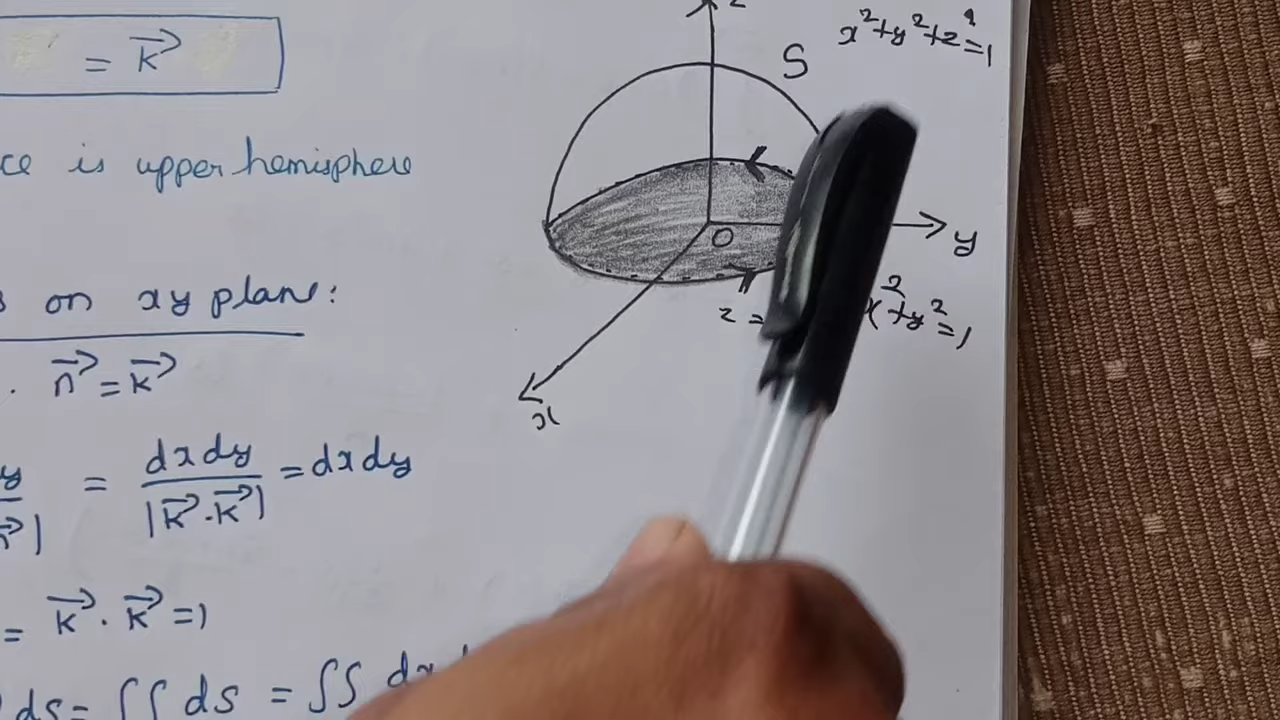 z
x²+y²+z²=1
= k⃗
S
ce is upper hemisphere
O
y
s on xy plane:
z =
x²+y²=1
. n⃗ = k⃗
x
y = dxdy / |k⃗.k⃗| = dxdy
n⃗|
= k⃗ . k⃗ = 1
ds = ∫∫ ds = ∫∫ dx